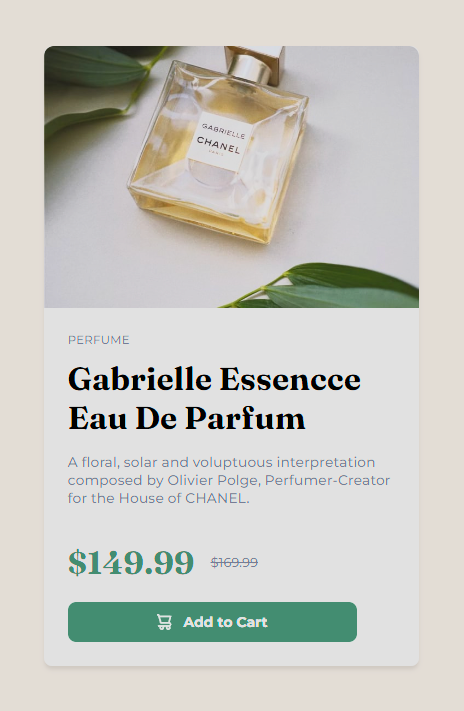 GABRIELLE
CHANEL
PARIS
PERFUME
Gabrielle Essencce
Eau De Parfum
A floral, solar and voluptuous interpretation
composed by Olivier Polge, Perfumer-Creator
for the House of CHANEL.
$149.99 $169.99
Add to Cart